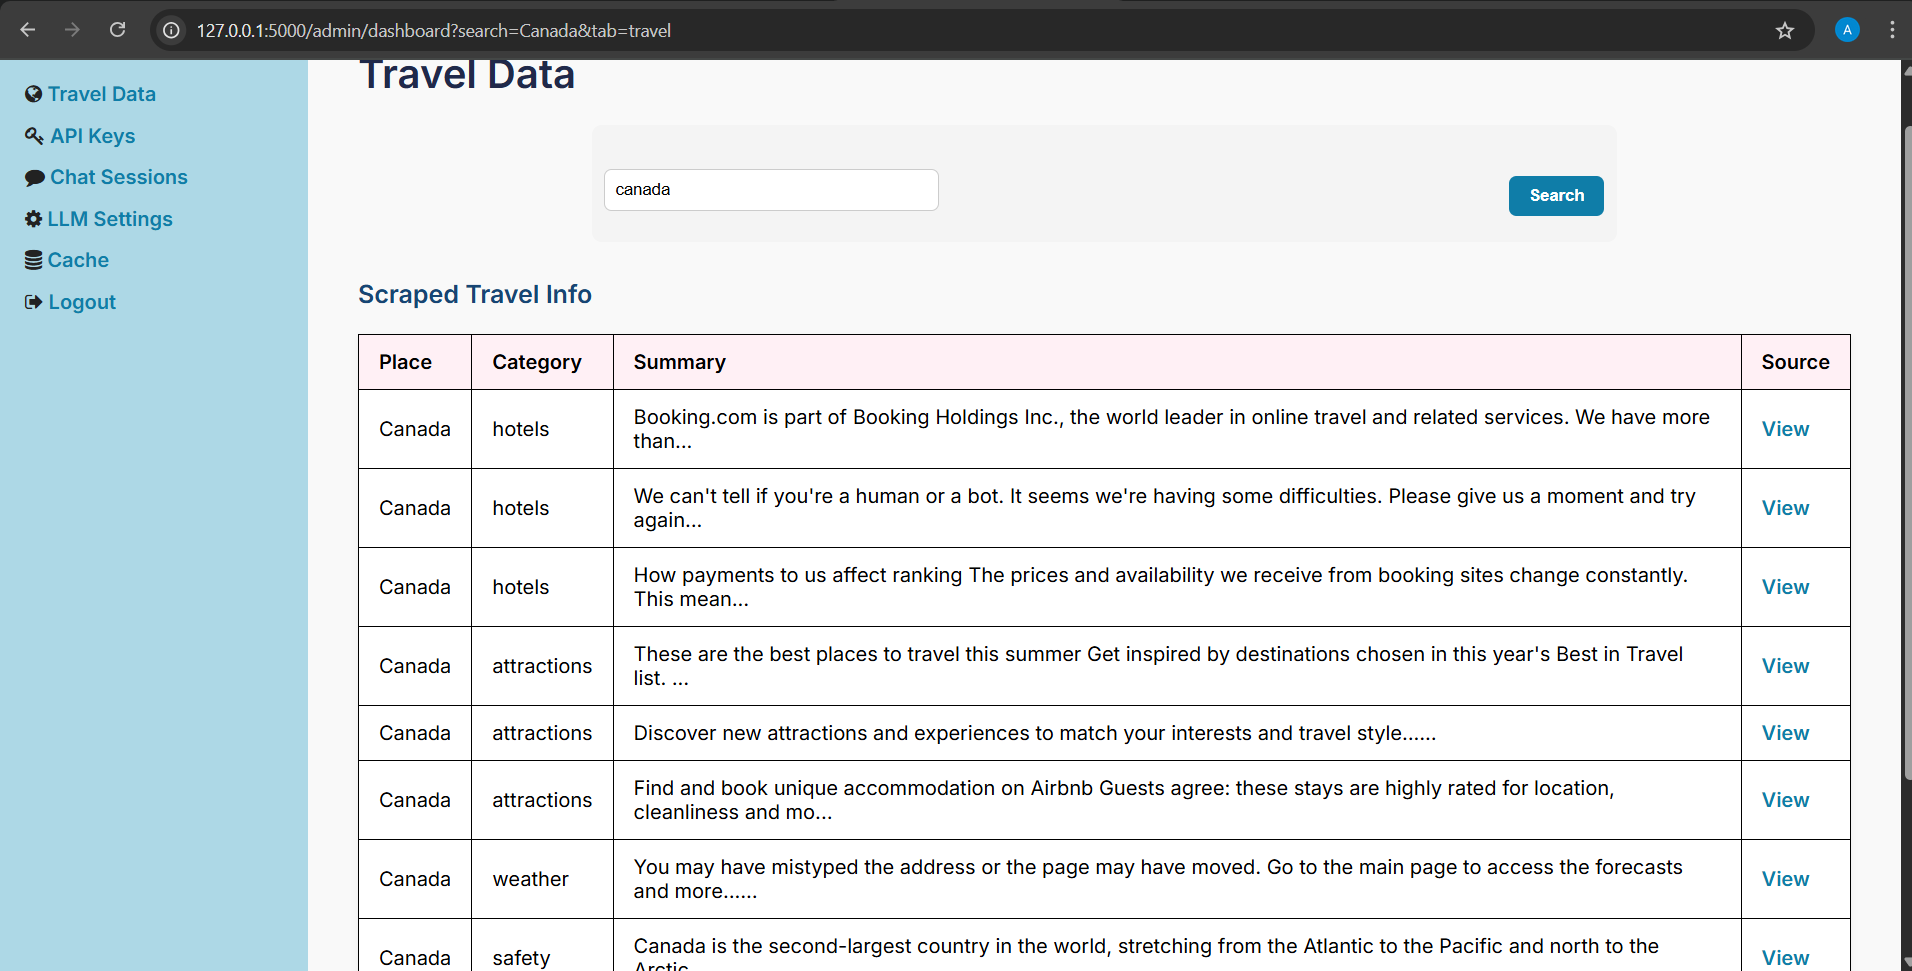 127.0.0.1:5000/admin/dashboard?search=Canada&tab=travel
A
Travel Data
API Keys
Chat Sessions
LLM Settings
Cache
Logout
Travel Data
canada
Search
Scraped Travel Info
Place Category Summary Source
Canada hotels Booking.com is part of Booking Holdings Inc., the world leader in online travel and related services. We have more
than... View
Canada hotels We can't tell if you're a human or a bot. It seems we're having some difficulties. Please give us a moment and try
again... View
Canada hotels How payments to us affect ranking The prices and availability we receive from booking sites change constantly.
This mean... View
Canada attractions These are the best places to travel this summer Get inspired by destinations chosen in this year's Best in Travel
list. ... View
Canada attractions Discover new attractions and experiences to match your interests and travel style...... View
Canada attractions Find and book unique accommodation on Airbnb Guests agree: these stays are highly rated for location,
cleanliness and mo... View
Canada weather You may have mistyped the address or the page may have moved. Go to the main page to access the forecasts
and more...... View
Canada safety Canada is the second-largest country in the world, stretching from the Atlantic to the Pacific and north to the
Arctic View